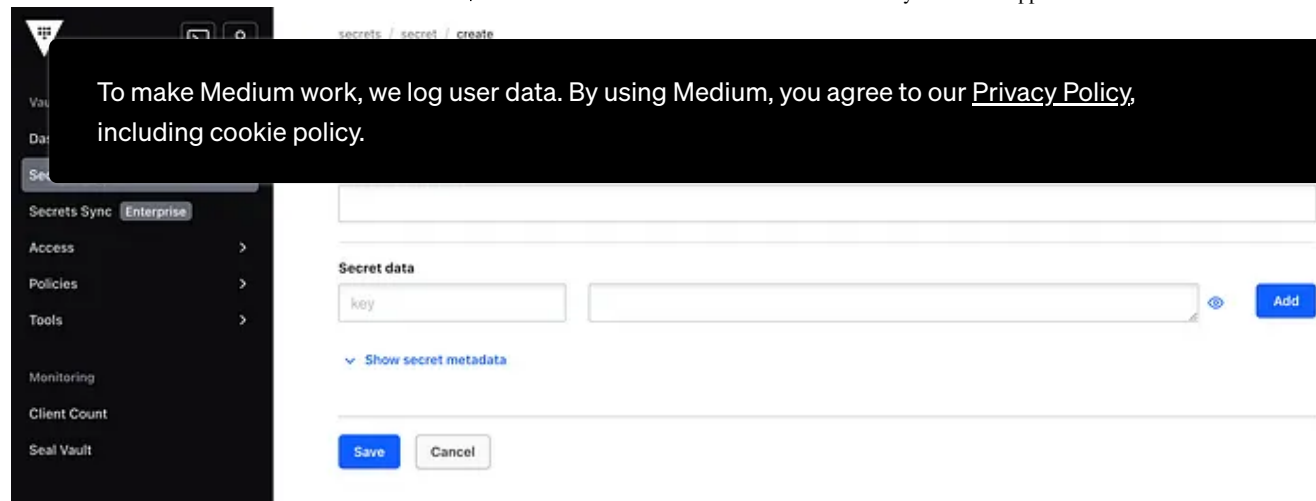 secrets / secret / create
To make Medium work, we log user data. By using Medium, you agree to our Privacy Policy,
including cookie policy.
Secrets Sync Enterprise
Access
Policies
Tools
Monitoring
Client Count
Seal Vault
Secret data
key
Add
Show secret metadata
Save Cancel